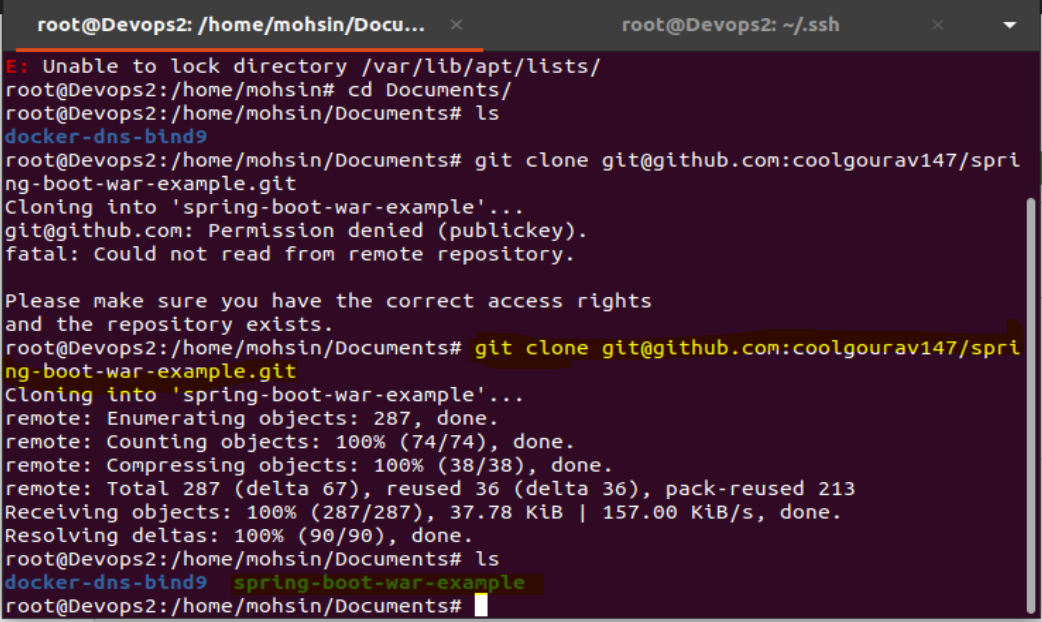 root@Devops2: /home/mohsin/Docu... × root@Devops2: ~/.ssh ×
E: Unable to lock directory /var/lib/apt/lists/
root@Devops2:/home/mohsin# cd Documents/
root@Devops2:/home/mohsin/Documents# ls
docker-dns-bind9
root@Devops2:/home/mohsin/Documents# git clone git@github.com:coolgourav147/spri
ng-boot-war-example.git
Cloning into 'spring-boot-war-example'...
git@github.com: Permission denied (publickey).
fatal: Could not read from remote repository.

Please make sure you have the correct access rights
and the repository exists.
root@Devops2:/home/mohsin/Documents# git clone git@github.com:coolgourav147/spri
ng-boot-war-example.git
Cloning into 'spring-boot-war-example'...
remote: Enumerating objects: 287, done.
remote: Counting objects: 100% (74/74), done.
remote: Compressing objects: 100% (38/38), done.
remote: Total 287 (delta 67), reused 36 (delta 36), pack-reused 213
Receiving objects: 100% (287/287), 37.78 KiB | 157.00 KiB/s, done.
Resolving deltas: 100% (90/90), done.
root@Devops2:/home/mohsin/Documents# ls
docker-dns-bind9  spring-boot-war-example
root@Devops2:/home/mohsin/Documents#